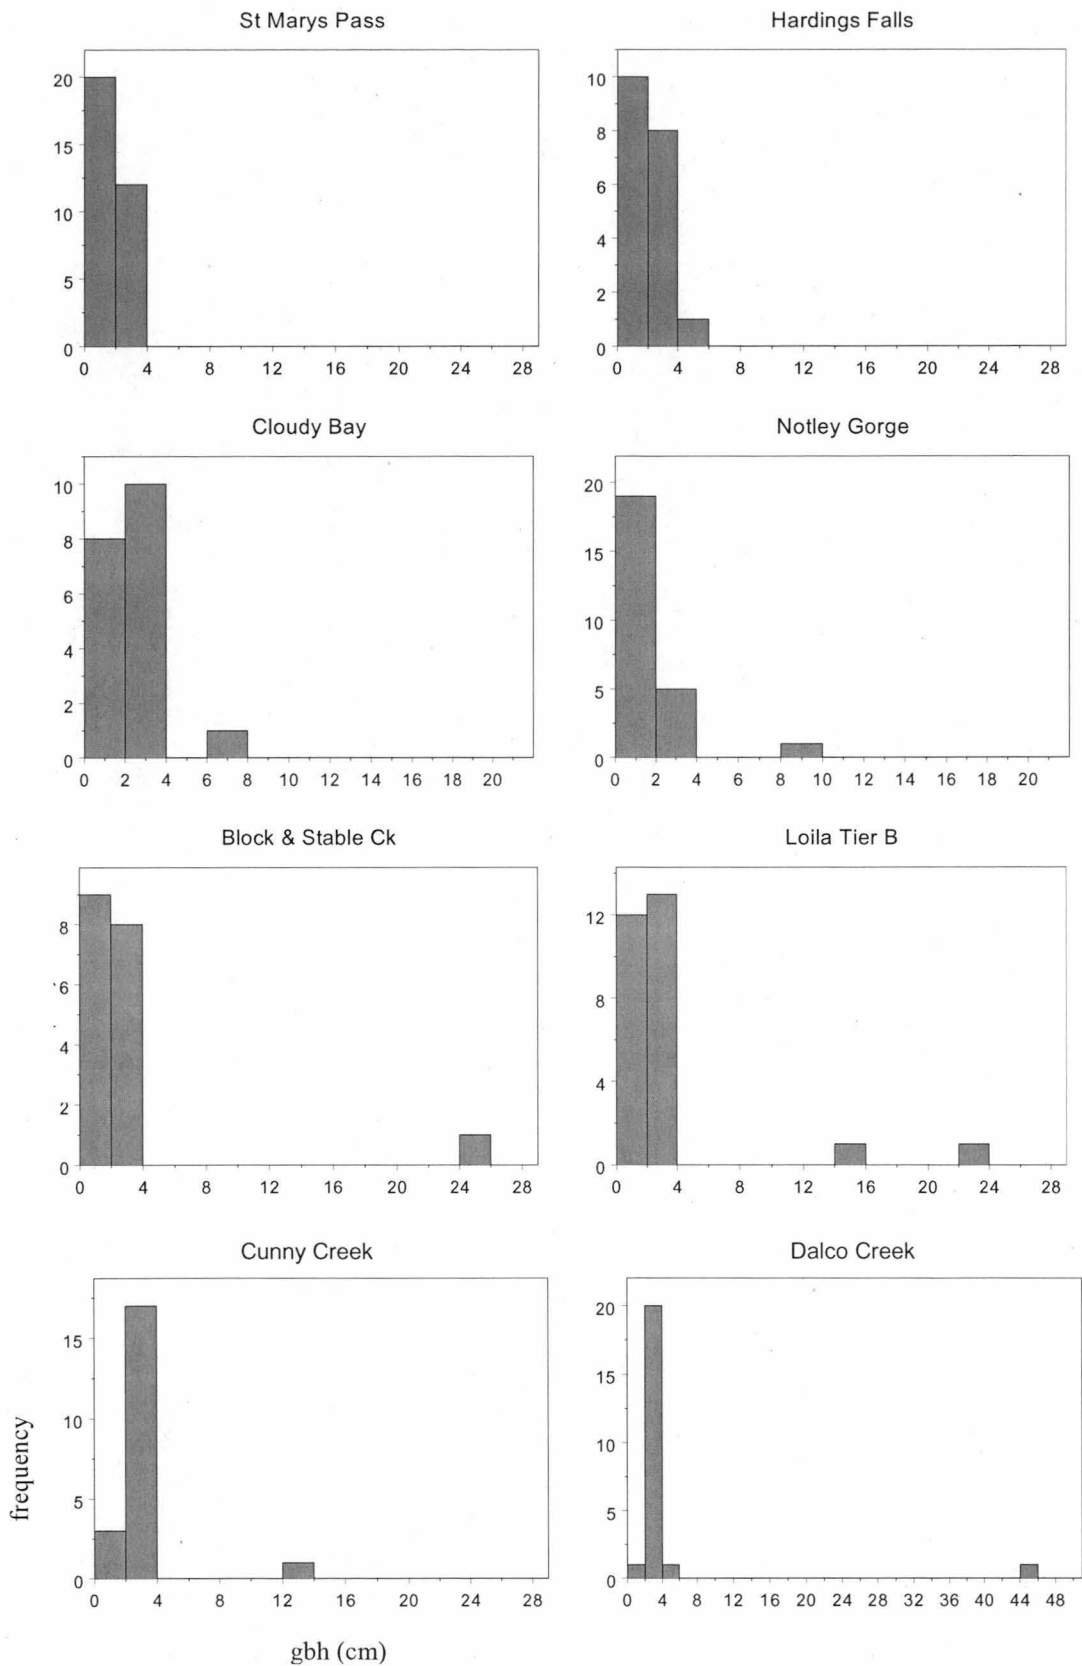 St Marys Pass
20
15
10
5
0
0 4 8 12 16 20 24 28
Hardings Falls
10
8
6
4
2
0
0 4 8 12 16 20 24 28
Cloudy Bay
10
8
6
4
2
0
0 2 4 6 8 10 12 14 16 18 20
Notley Gorge
20
15
10
5
0
0 2 4 6 8 10 12 14 16 18 20
Block & Stable Ck
8
6
4
2
0
0 4 8 12 16 20 24 28
Loila Tier B
12
8
4
0
0 4 8 12 16 20 24 28
Cunny Creek
15
10
5
0
0 4 8 12 16 20 24 28
Dalco Creek
20
15
10
5
0
0 4 8 12 16 20 24 28 32 36 40 44 48
frequency
gbh (cm)